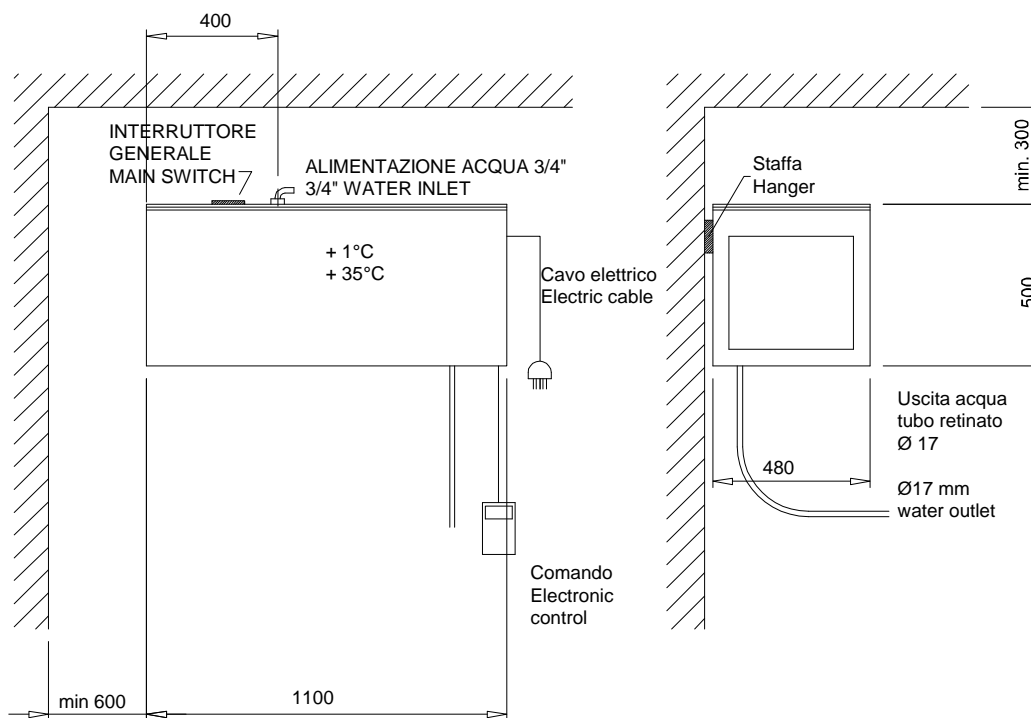 400
INTERRUTTORE
GENERALE
MAIN SWITCH
ALIMENTAZIONE ACQUA 3/4"
3/4" WATER INLET
+ 1°C
+ 35°C
Cavo elettrico
Electric cable
Comando
Electronic
control
min 600
1100
Staffa
Hanger
min. 300
500
480
Uscita acqua
tubo retinato
Ø 17
Ø17 mm
water outlet